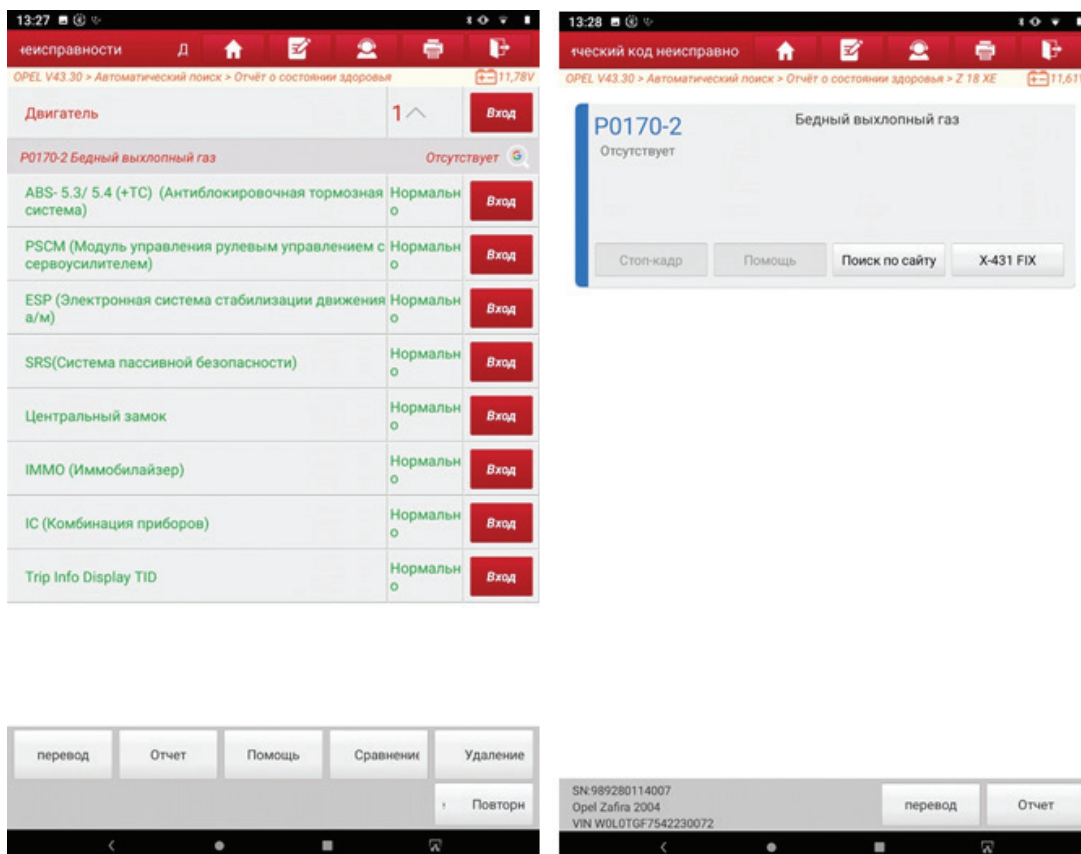 13:27
неисправности Д
OPEL V43.30 > Автоматический поиск > Отчёт о состоянии здоровья 11,78V
Двигатель 1 Вход
P0170-2 Бедный выхлопный газ Отсутствует
ABS- 5.3/ 5.4 (+TC) (Антиблокировочная тормозная система) Нормально Вход
PSCM (Модуль управления рулевым управлением с сервоусилителем) Нормально Вход
ESP (Электронная система стабилизации движения а/м) Нормально Вход
SRS(Система пассивной безопасности) Нормально Вход
Центральный замок Нормально Вход
IMMO (Иммобилайзер) Нормально Вход
IC (Комбинация приборов) Нормально Вход
Trip Info Display TID Нормально Вход
перевод Отчет Помощь Сравнение Удаление
Повторн
13:28
ческий код неисправно
OPEL V43.30 > Автоматический поиск > Отчёт о состоянии здоровья > Z 18 XE 11,61V
P0170-2 Бедный выхлопный газ
Отсутствует
Стоп-кадр Помощь Поиск по сайту X-431 FIX
SN:989280114007
Opel Zafira 2004
VIN W0L0TGF7542230072
перевод Отчет